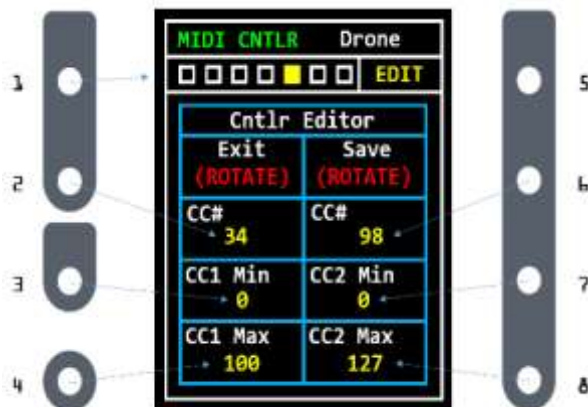 MIDI CNTLR Drone
EDIT
Cntlr Editor
Exit Save
(ROTATE) (ROTATE)
CC# CC#
34 98
CC1 Min CC2 Min
0 0
CC1 Max CC2 Max
100 127
1
2
3
4
5
6
7
8